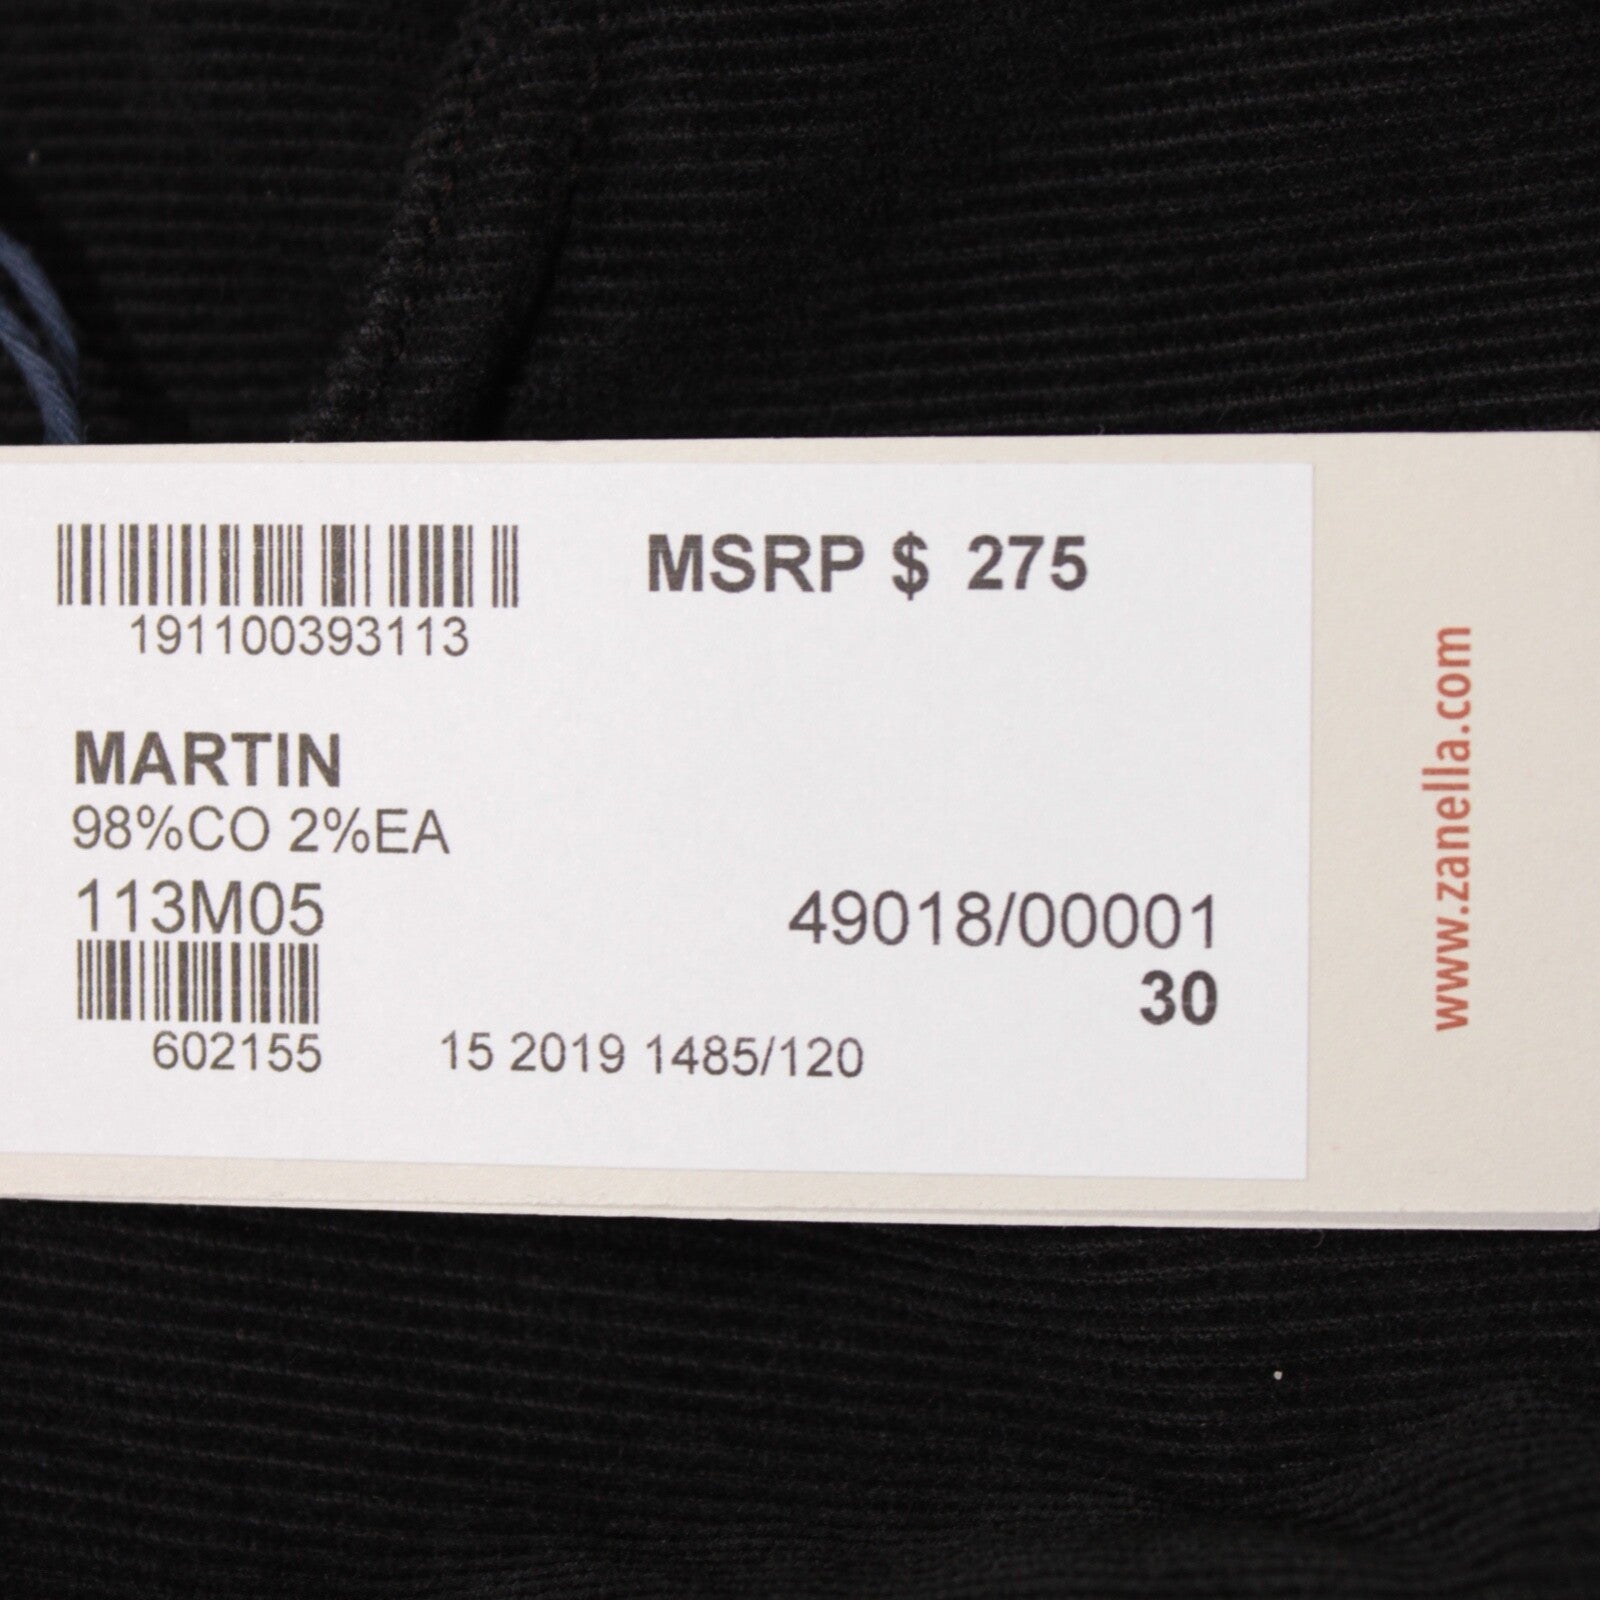 MSRP $ 275
191100393113
MARTIN
98%CO 2%EA
113M05
49018/00001
30
602155
15 2019 1485/120
www.zanella.com